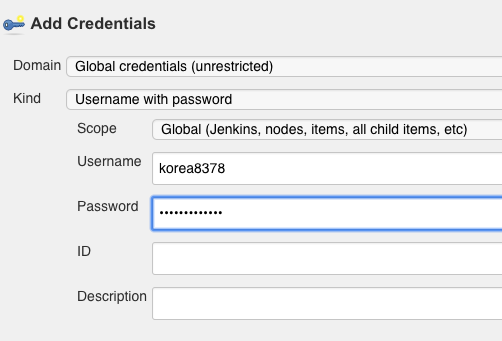 Add Credentials
Domain Global credentials (unrestricted)
Kind Username with password
Scope Global (Jenkins, nodes, items, all child items, etc)
Username korea8378
Password •••••••••••••
ID
Description